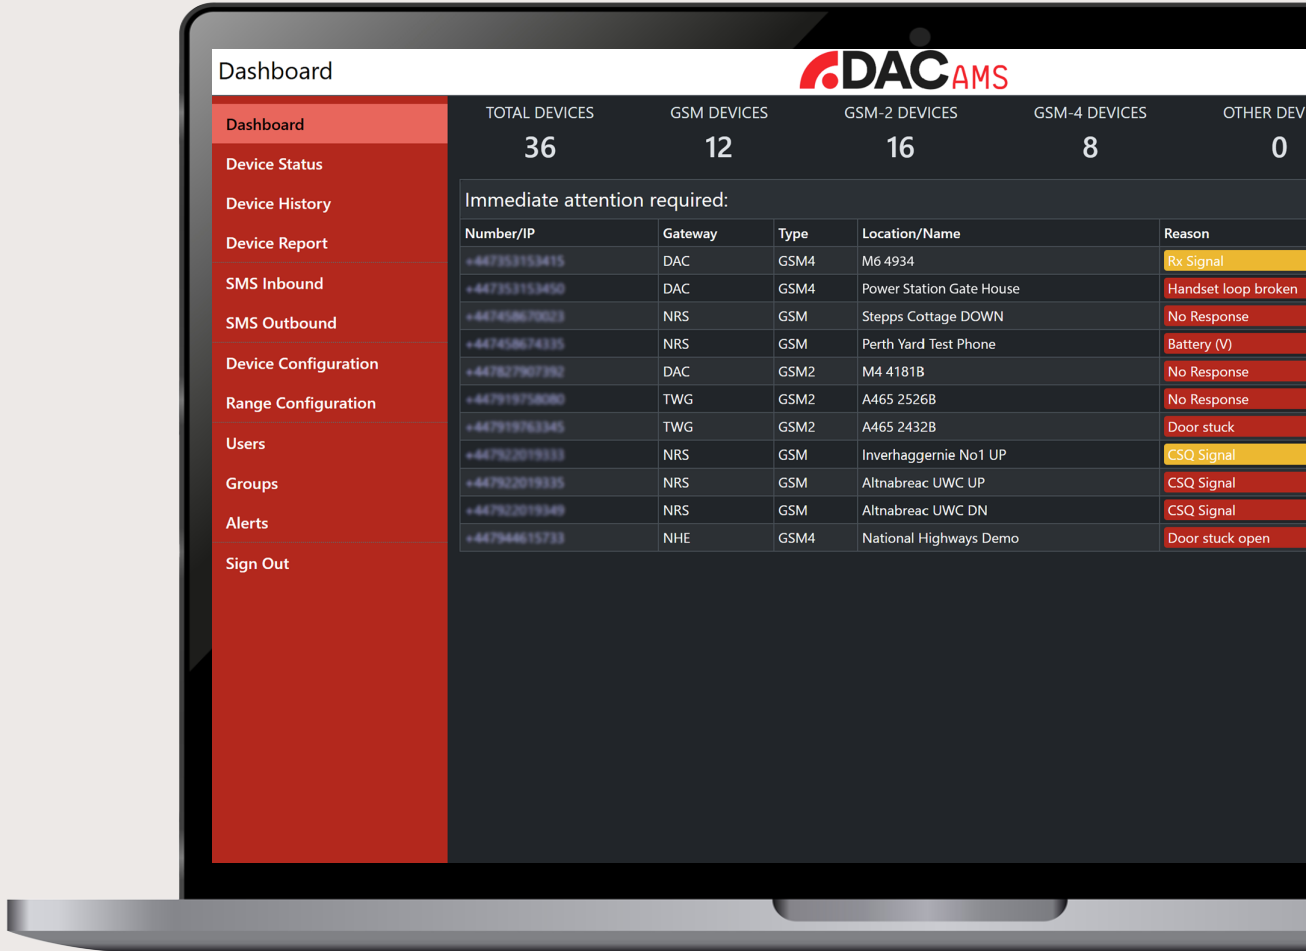 Dashboard
DAC AMS
Dashboard
Device Status
Device History
Device Report
SMS Inbound
SMS Outbound
Device Configuration
Range Configuration
Users
Groups
Alerts
Sign Out
TOTAL DEVICES GSM DEVICES GSM-2 DEVICES GSM-4 DEVICES OTHER DEV
36 12 16 8 0
Immediate attention required:
Number/IP Gateway Type Location/Name Reason
DAC GSM4 M6 4934 Rx Signal
DAC GSM4 Power Station Gate House Handset loop broken
NRS GSM Stepps Cottage DOWN No Response
NRS GSM Perth Yard Test Phone Battery (V)
DAC GSM2 M4 4181B No Response
TWG GSM2 A465 2526B No Response
TWG GSM2 A465 2432B Door stuck
NRS GSM Inverhaggernie No1 UP CSQ Signal
NRS GSM Altnabreac UWC UP CSQ Signal
NRS GSM Altnabreac UWC DN CSQ Signal
NHE GSM4 National Highways Demo Door stuck open